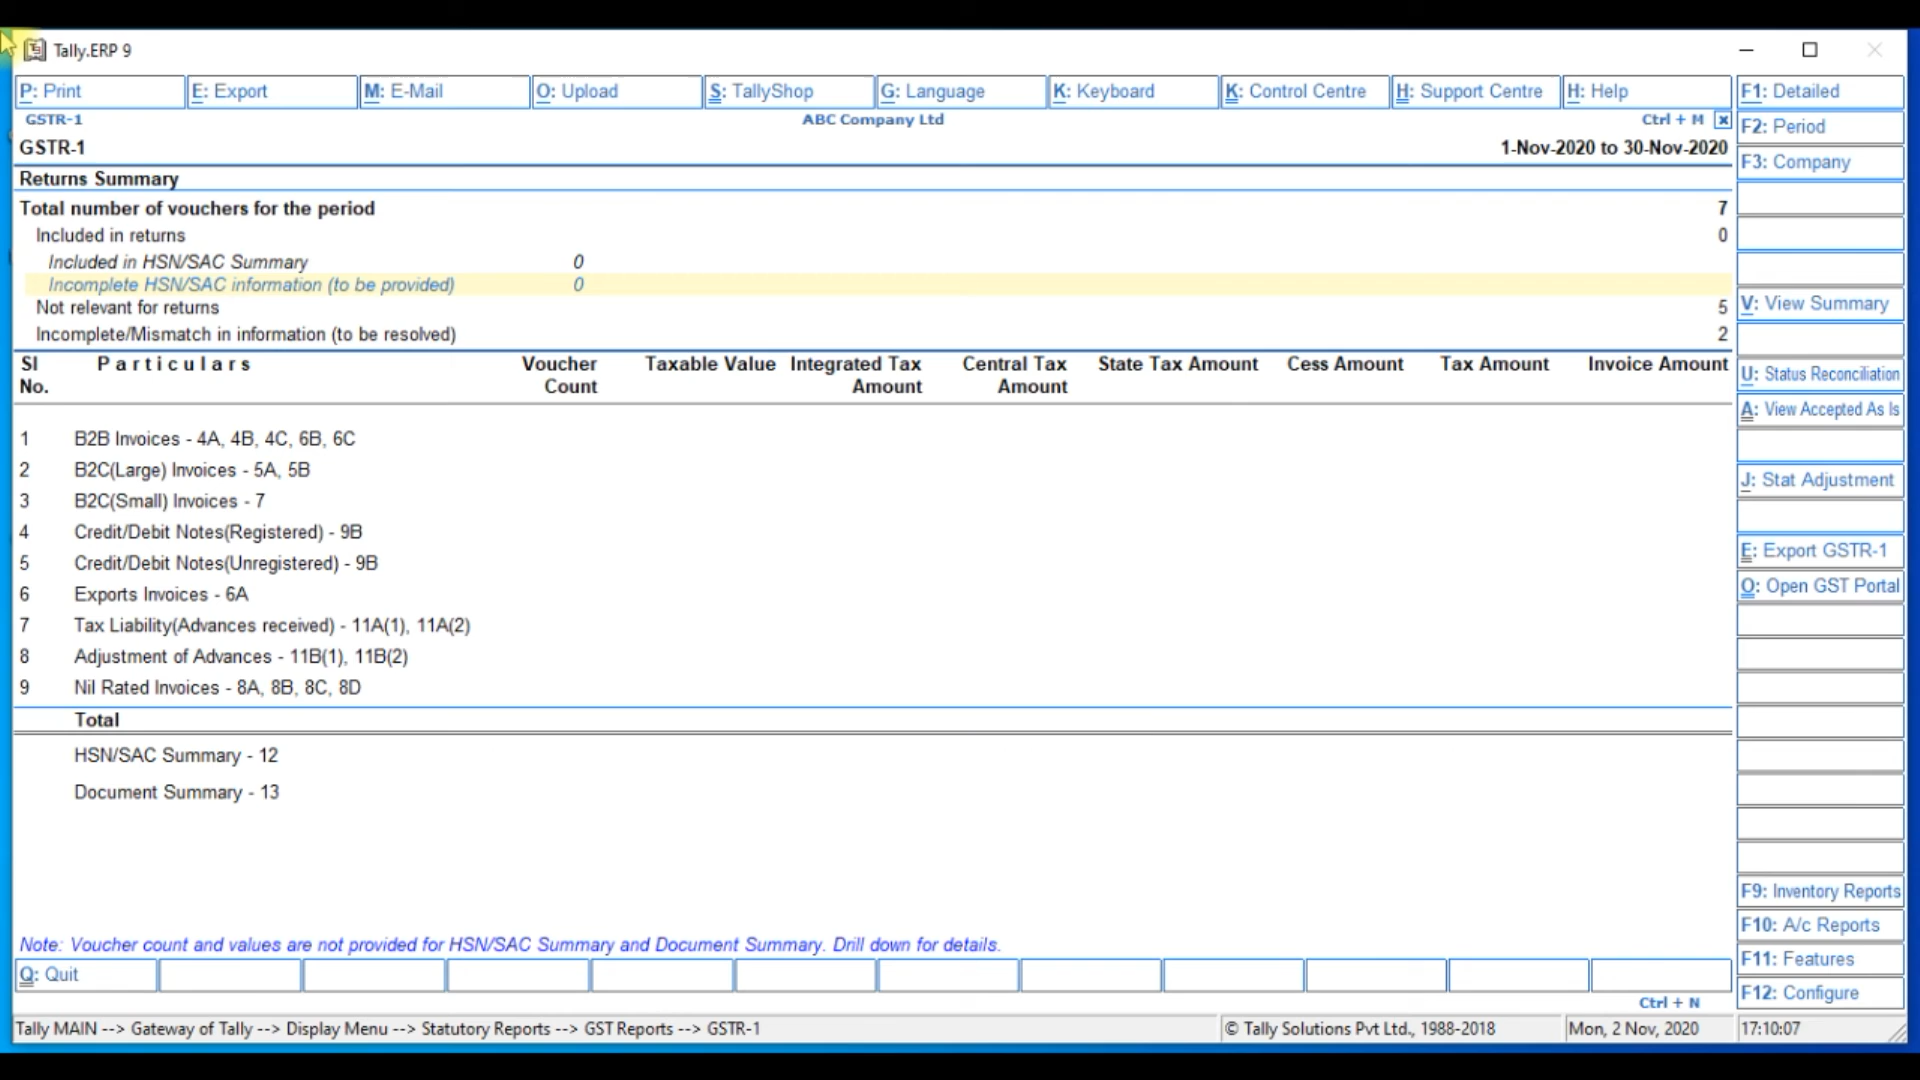 Tally.ERP 9
P: Print E: Export M: E-Mail O: Upload S: TallyShop G: Language K: Keyboard K: Control Centre H: Support Centre H: Help F1: Detailed
GSTR-1 ABC Company Ltd Ctrl + M
F2: Period
GSTR-1 1-Nov-2020 to 30-Nov-2020
F3: Company
Returns Summary
Total number of vouchers for the period 7
Included in returns 0
Included in HSN/SAC Summary 0
Incomplete HSN/SAC information (to be provided) 0
Not relevant for returns 5
V: View Summary
Incomplete/Mismatch in information (to be resolved) 2
Sl No. Particulars Voucher Count Taxable Value Integrated Tax Amount Central Tax Amount State Tax Amount Cess Amount Tax Amount Invoice Amount
U: Status Reconciliation
A: View Accepted As Is
1 B2B Invoices - 4A, 4B, 4C, 6B, 6C
2 B2C(Large) Invoices - 5A, 5B
J: Stat Adjustment
3 B2C(Small) Invoices - 7
4 Credit/Debit Notes(Registered) - 9B
E: Export GSTR-1
5 Credit/Debit Notes(Unregistered) - 9B
O: Open GST Portal
6 Exports Invoices - 6A
7 Tax Liability(Advances received) - 11A(1), 11A(2)
8 Adjustment of Advances - 11B(1), 11B(2)
9 Nil Rated Invoices - 8A, 8B, 8C, 8D
Total
HSN/SAC Summary - 12
Document Summary - 13
F9: Inventory Reports
F10: A/c Reports
Note: Voucher count and values are not provided for HSN/SAC Summary and Document Summary. Drill down for details.
F11: Features
Q: Quit
F12: Configure
Ctrl + N
Tally MAIN --> Gateway of Tally --> Display Menu --> Statutory Reports --> GST Reports --> GSTR-1 © Tally Solutions Pvt Ltd., 1988-2018 Mon, 2 Nov, 2020 17:10:07